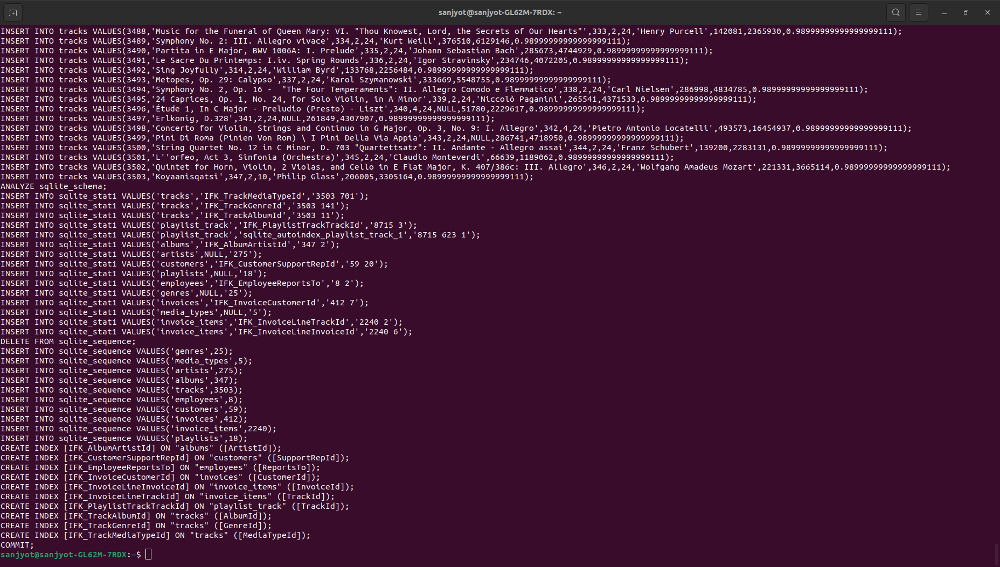 sanjyot@sanjyot-GL62M-7RDX: ~
INSERT INTO tracks VALUES(3488,'Music for the Funeral of Queen Mary: VI. "Thou Knowest, Lord, the Secrets of Our Hearts"',333,2,24,'Henry Purcell',142081,2365930,0.98999999999999999111);
INSERT INTO tracks VALUES(3489,'Symphony No. 2: III. Allegro vivace',334,2,24,'Kurt Weill',376510,6129146,0.98999999999999999111);
INSERT INTO tracks VALUES(3490,'Partita in E Major, BWV 1006A: I. Prelude',335,2,24,'Johann Sebastian Bach',285673,4744929,0.98999999999999999111);
INSERT INTO tracks VALUES(3491,'Le Sacre Du Printemps: I.iv. Spring Rounds',336,2,24,'Igor Stravinsky',234746,4072205,0.98999999999999999111);
INSERT INTO tracks VALUES(3492,'Sing Joyfully',314,2,24,'William Byrd',133768,2256484,0.98999999999999999111);
INSERT INTO tracks VALUES(3493,'Metopes, Op. 29: Calypso',337,2,24,'Karol Szymanowski',333669,5548755,0.98999999999999999111);
INSERT INTO tracks VALUES(3494,'Symphony No. 2, Op. 16 -  "The Four Temperaments": II. Allegro Comodo e Flemmatico',338,2,24,'Carl Nielsen',286998,4834785,0.98999999999999999111);
INSERT INTO tracks VALUES(3495,'24 Caprices, Op. 1, No. 24, for Solo Violin, in A Minor',339,2,24,'Niccolò Paganini',265541,4371533,0.98999999999999999111);
INSERT INTO tracks VALUES(3496,'Étude 1, In C Major - Preludio (Presto) - Liszt',340,4,24,NULL,51780,2229617,0.98999999999999999111);
INSERT INTO tracks VALUES(3497,'Erlkonig, D.328',341,2,24,NULL,261849,4307907,0.98999999999999999111);
INSERT INTO tracks VALUES(3498,'Concerto for Violin, Strings and Continuo in G Major, Op. 3, No. 9: I. Allegro',342,4,24,'Pietro Antonio Locatelli',493573,16454937,0.98999999999999999111);
INSERT INTO tracks VALUES(3499,'Pini Di Roma (Pinien Von Rom) \ I Pini Della Via Appia',343,2,24,NULL,286741,4718950,0.98999999999999999111);
INSERT INTO tracks VALUES(3500,'String Quartet No. 12 in C Minor, D. 703 "Quartettsatz": II. Andante - Allegro assai',344,2,24,'Franz Schubert',139200,2283131,0.98999999999999999111);
INSERT INTO tracks VALUES(3501,'L''orfeo, Act 3, Sinfonia (Orchestra)',345,2,24,'Claudio Monteverdi',66639,1189062,0.98999999999999999111);
INSERT INTO tracks VALUES(3502,'Quintet for Horn, Violin, 2 Violas, and Cello in E Flat Major, K. 407/386c: III. Allegro',346,2,24,'Wolfgang Amadeus Mozart',221331,3665114,0.98999999999999999111);
INSERT INTO tracks VALUES(3503,'Koyaanisqatsi',347,2,10,'Philip Glass',206005,3305164,0.98999999999999999111);
ANALYZE sqlite_schema;
INSERT INTO sqlite_stat1 VALUES('tracks','IFK_TrackMediaTypeId','3503 701');
INSERT INTO sqlite_stat1 VALUES('tracks','IFK_TrackGenreId','3503 141');
INSERT INTO sqlite_stat1 VALUES('tracks','IFK_TrackAlbumId','3503 11');
INSERT INTO sqlite_stat1 VALUES('playlist_track','IFK_PlaylistTrackTrackId','8715 3');
INSERT INTO sqlite_stat1 VALUES('playlist_track','sqlite_autoindex_playlist_track_1','8715 623 1');
INSERT INTO sqlite_stat1 VALUES('albums','IFK_AlbumArtistId','347 2');
INSERT INTO sqlite_stat1 VALUES('artists',NULL,'275');
INSERT INTO sqlite_stat1 VALUES('customers','IFK_CustomerSupportRepId','59 20');
INSERT INTO sqlite_stat1 VALUES('playlists',NULL,'18');
INSERT INTO sqlite_stat1 VALUES('employees','IFK_EmployeeReportsTo','8 2');
INSERT INTO sqlite_stat1 VALUES('genres',NULL,'25');
INSERT INTO sqlite_stat1 VALUES('invoices','IFK_InvoiceCustomerId','412 7');
INSERT INTO sqlite_stat1 VALUES('media_types',NULL,'5');
INSERT INTO sqlite_stat1 VALUES('invoice_items','IFK_InvoiceLineTrackId','2240 2');
INSERT INTO sqlite_stat1 VALUES('invoice_items','IFK_InvoiceLineInvoiceId','2240 6');
DELETE FROM sqlite_sequence;
INSERT INTO sqlite_sequence VALUES('genres',25);
INSERT INTO sqlite_sequence VALUES('media_types',5);
INSERT INTO sqlite_sequence VALUES('artists',275);
INSERT INTO sqlite_sequence VALUES('albums',347);
INSERT INTO sqlite_sequence VALUES('tracks',3503);
INSERT INTO sqlite_sequence VALUES('employees',8);
INSERT INTO sqlite_sequence VALUES('customers',59);
INSERT INTO sqlite_sequence VALUES('invoices',412);
INSERT INTO sqlite_sequence VALUES('invoice_items',2240);
INSERT INTO sqlite_sequence VALUES('playlists',18);
CREATE INDEX [IFK_AlbumArtistId] ON "albums" ([ArtistId]);
CREATE INDEX [IFK_CustomerSupportRepId] ON "customers" ([SupportRepId]);
CREATE INDEX [IFK_EmployeeReportsTo] ON "employees" ([ReportsTo]);
CREATE INDEX [IFK_InvoiceCustomerId] ON "invoices" ([CustomerId]);
CREATE INDEX [IFK_InvoiceLineInvoiceId] ON "invoice_items" ([InvoiceId]);
CREATE INDEX [IFK_InvoiceLineTrackId] ON "invoice_items" ([TrackId]);
CREATE INDEX [IFK_PlaylistTrackTrackId] ON "playlist_track" ([TrackId]);
CREATE INDEX [IFK_TrackAlbumId] ON "tracks" ([AlbumId]);
CREATE INDEX [IFK_TrackGenreId] ON "tracks" ([GenreId]);
CREATE INDEX [IFK_TrackMediaTypeId] ON "tracks" ([MediaTypeId]);
COMMIT;
sanjyot@sanjyot-GL62M-7RDX:~$